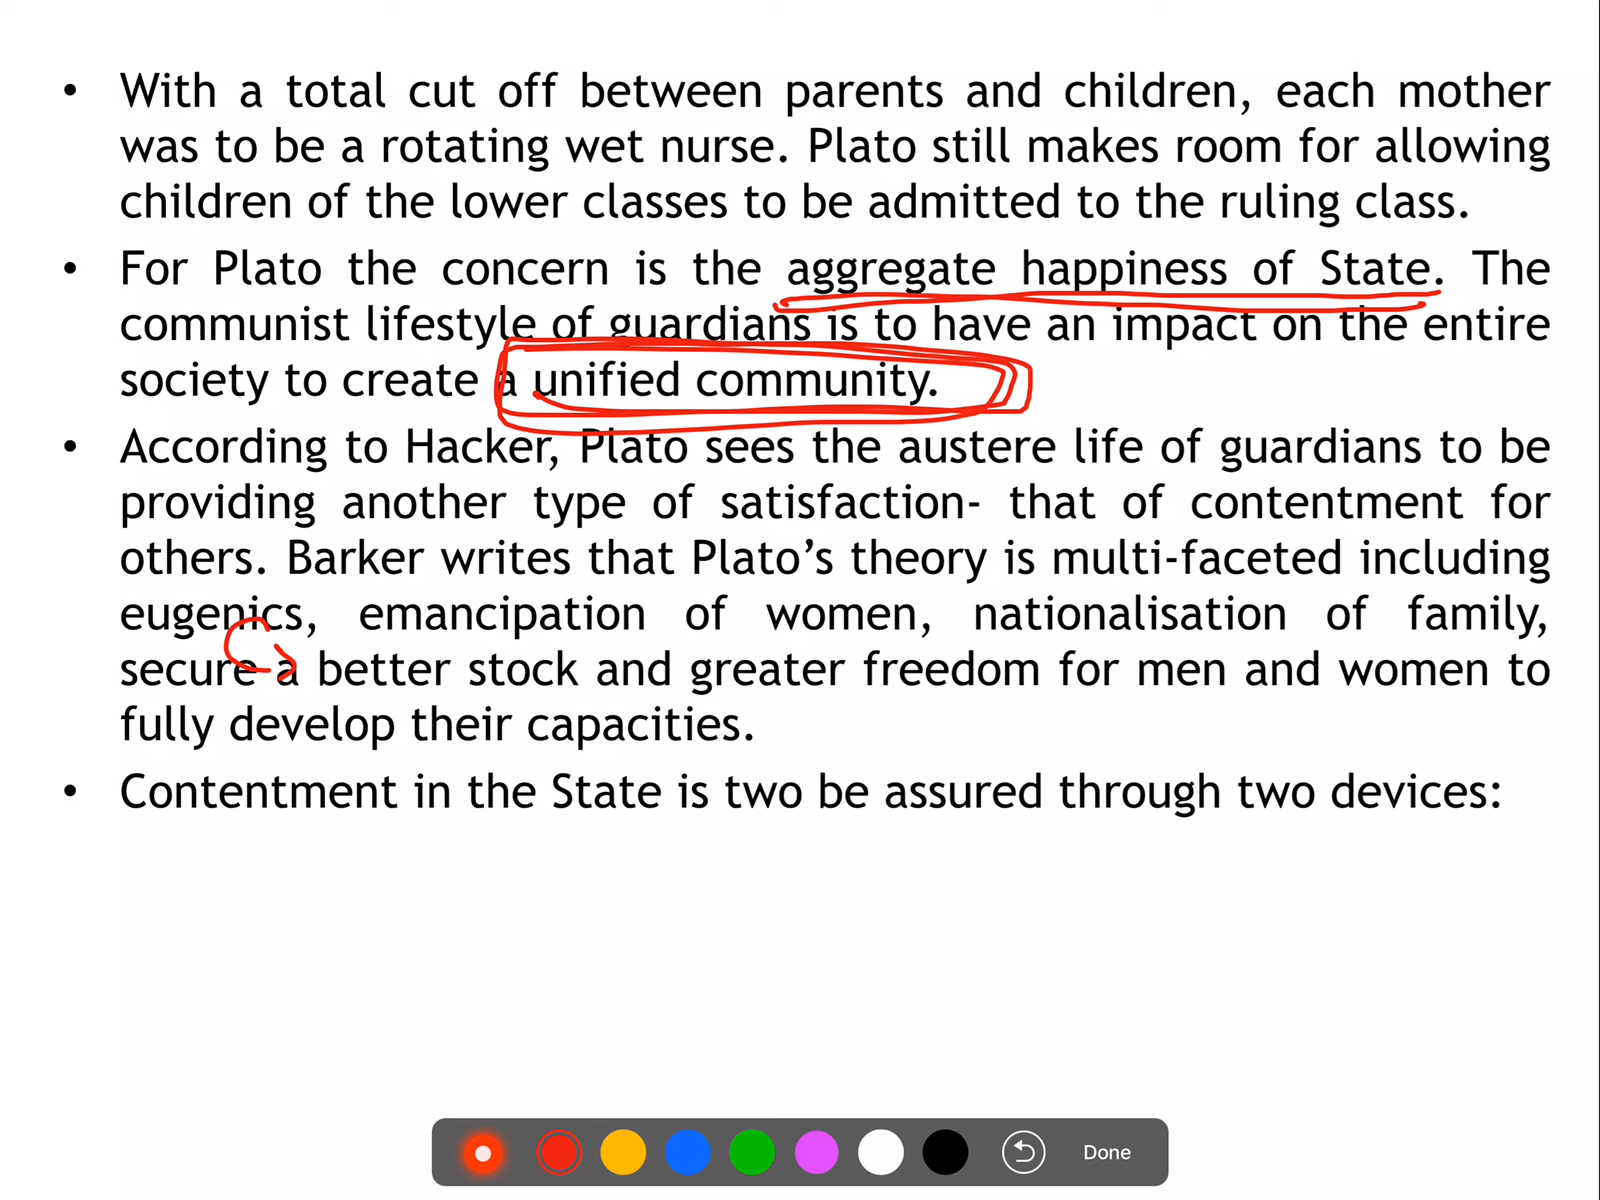 • With a total cut off between parents and children, each mother
was to be a rotating wet nurse. Plato still makes room for allowing
children of the lower classes to be admitted to the ruling class.
• For Plato the concern is the aggregate happiness of State. The
communist lifestyle of guardians is to have an impact on the entire
society to create a unified community.
• According to Hacker, Plato sees the austere life of guardians to be
providing another type of satisfaction- that of contentment for
others. Barker writes that Plato’s theory is multi-faceted including
eugenics, emancipation of women, nationalisation of family,
secure a better stock and greater freedom for men and women to
fully develop their capacities.
• Contentment in the State is two be assured through two devices:
Done